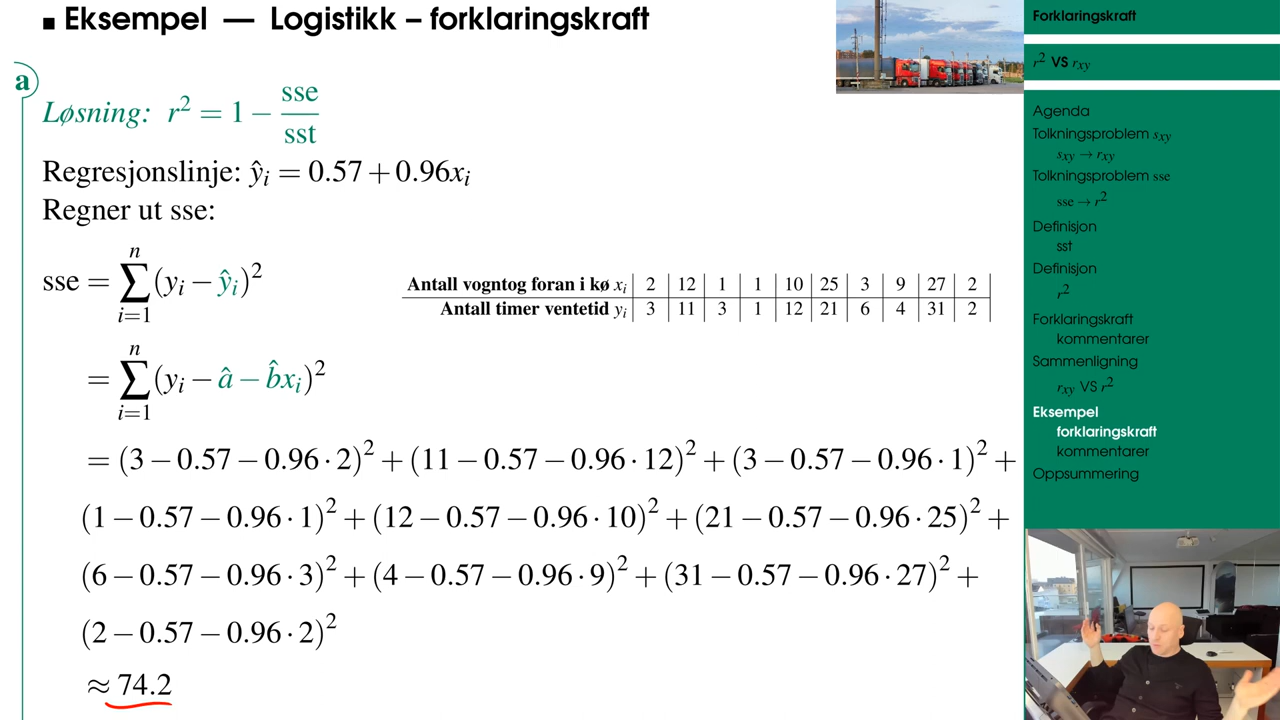 ■ Eksempel — Logistikk – forklaringskraft
a
Løsning: r² = 1 − sse/sst
Regresjonslinje: ŷᵢ = 0.57 + 0.96xᵢ
Regner ut sse:
sse = ∑ⁿᵢ₌₁ (yᵢ − ŷᵢ)²
Antall vogntog foran i kø xᵢ | 2 | 12 | 1 | 1 | 10 | 25 | 3 | 9 | 27 | 2
Antall timer ventetid yᵢ | 3 | 11 | 3 | 1 | 12 | 21 | 6 | 4 | 31 | 2
= ∑ⁿᵢ₌₁ (yᵢ − â − b̂xᵢ)²
= (3 − 0.57 − 0.96 · 2)² + (11 − 0.57 − 0.96 · 12)² + (3 − 0.57 − 0.96 · 1)² +
(1 − 0.57 − 0.96 · 1)² + (12 − 0.57 − 0.96 · 10)² + (21 − 0.57 − 0.96 · 25)² +
(6 − 0.57 − 0.96 · 3)² + (4 − 0.57 − 0.96 · 9)² + (31 − 0.57 − 0.96 · 27)² +
(2 − 0.57 − 0.96 · 2)²
≈ 74.2
Forklaringskraft
r² VS rxy
Agenda
Tolkningsproblem sxy
sxy → rxy
Tolkningsproblem sse
sse → r²
Definisjon
sst
Definisjon
r²
Forklaringskraft
kommentarer
Sammenligning
rxy VS r²
Eksempel
forklaringskraft
kommentarer
Oppsummering